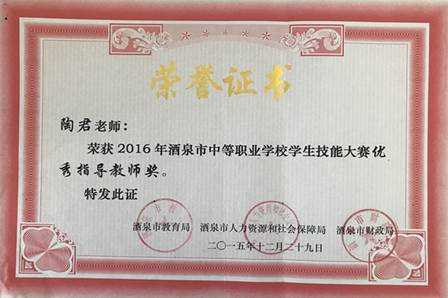 荣誉证书
陶君老师：
荣获2016年酒泉市中等职业学校学生技能大赛优
秀指导教师奖。
特发此证
酒泉市教育局 酒泉市人力资源和社会保障局 酒泉市财政局
二〇一五年十二月二十九日